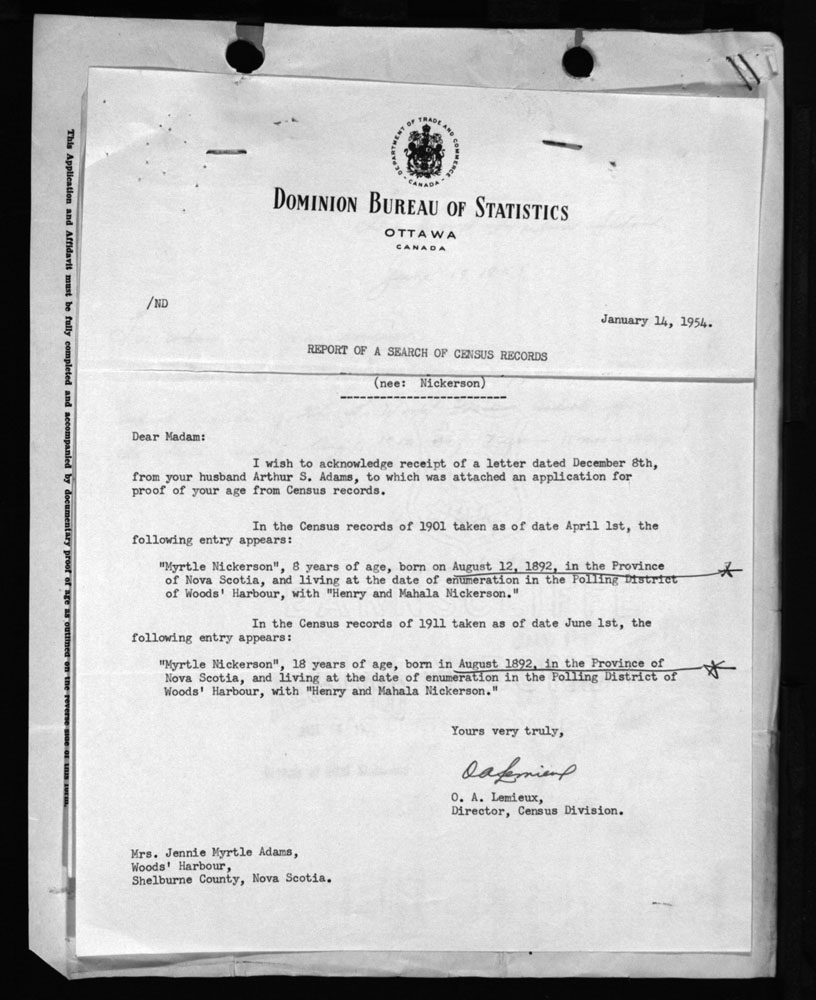 This Application and Affidavit must be fully completed and accompanied by documentary proof of age as outlined on the reverse side of this form.
DEPARTMENT OF TRADE AND COMMERCE
- CANADA -
DOMINION BUREAU OF STATISTICS
OTTAWA
CANADA
/ND
January 14, 1954.
REPORT OF A SEARCH OF CENSUS RECORDS
(nee: Nickerson)
Dear Madam:
I wish to acknowledge receipt of a letter dated December 8th,
from your husband Arthur S. Adams, to which was attached an application for
proof of your age from Census records.
In the Census records of 1901 taken as of date April 1st, the
following entry appears:
"Myrtle Nickerson", 8 years of age, born on August 12, 1892, in the Province
of Nova Scotia, and living at the date of enumeration in the Polling District
of Woods' Harbour, with "Henry and Mahala Nickerson."
In the Census records of 1911 taken as of date June 1st, the
following entry appears:
"Myrtle Nickerson", 18 years of age, born in August 1892, in the Province of
Nova Scotia, and living at the date of enumeration in the Polling District of
Woods' Harbour, with "Henry and Mahala Nickerson."
Yours very truly,
O A Lemieux
O. A. Lemieux,
Director, Census Division.
Mrs. Jennie Myrtle Adams,
Woods' Harbour,
Shelburne County, Nova Scotia.